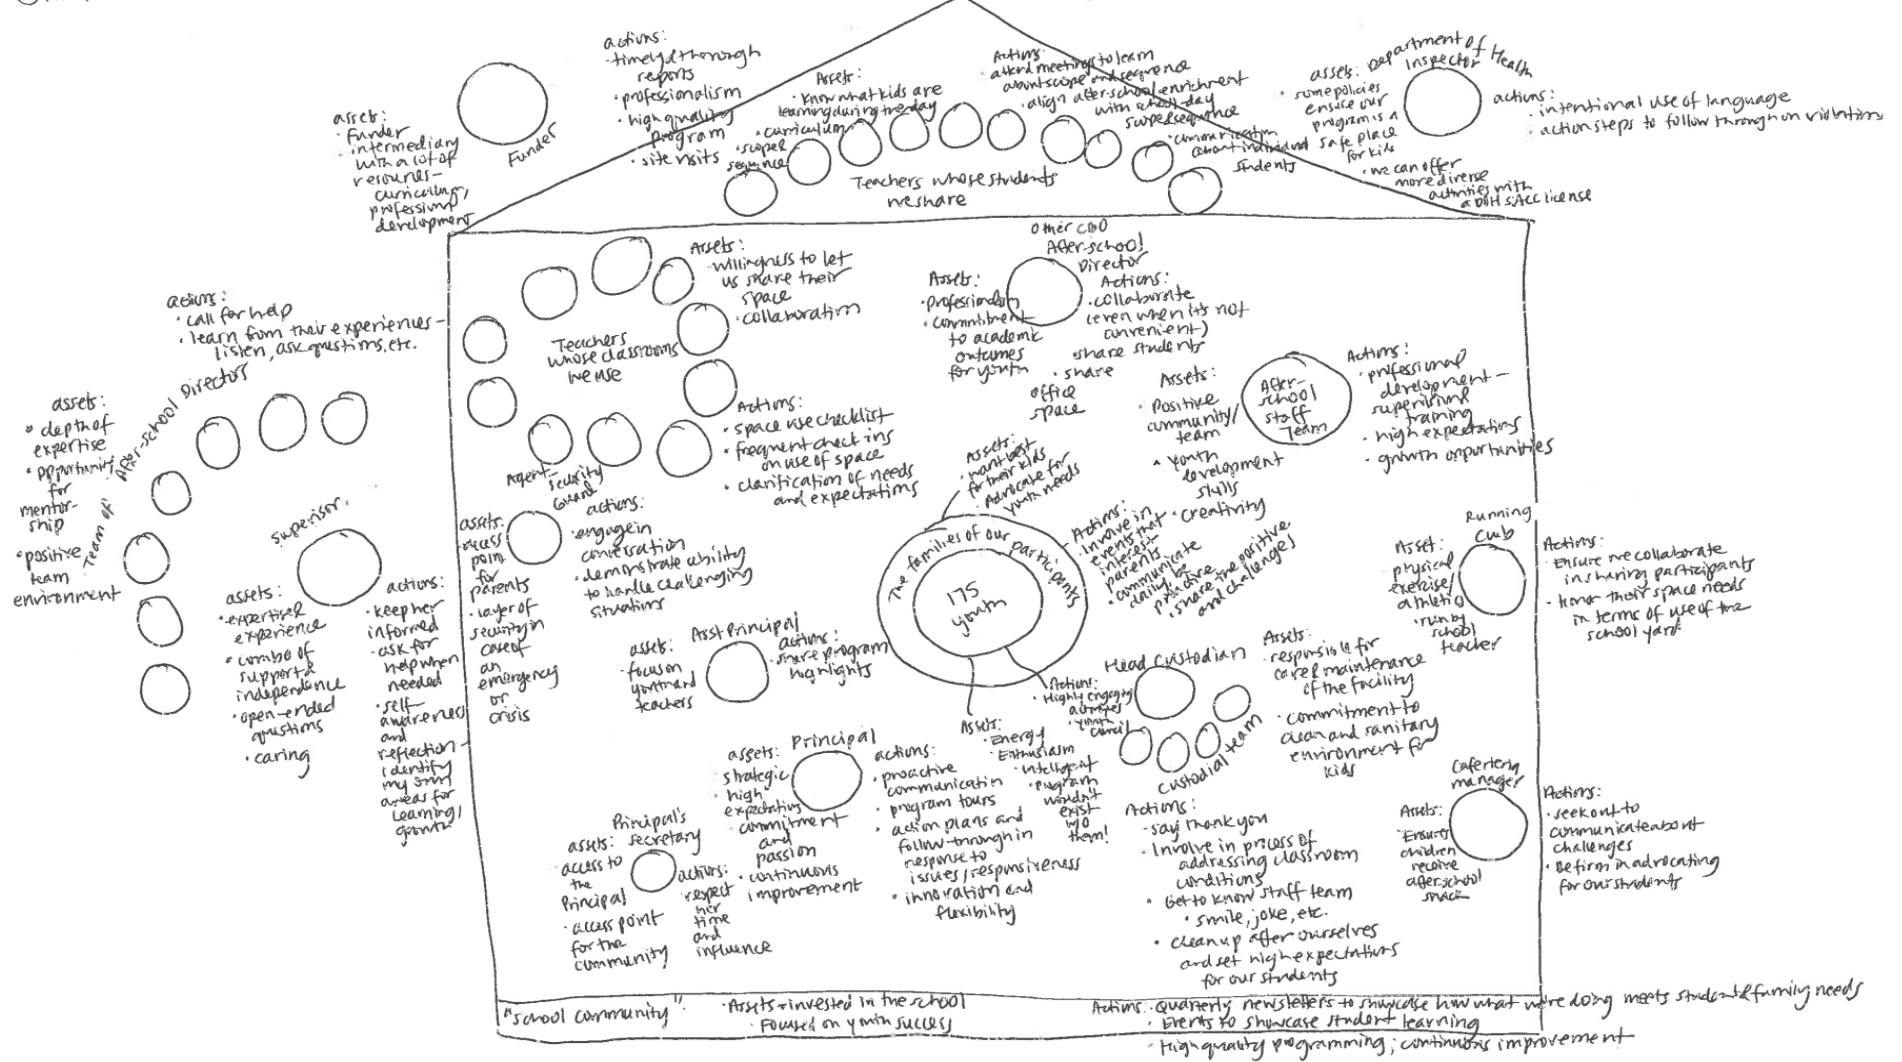 actions:
· timely & thorough
reports
· professionalism
· high quality
program
· site visits
assets:
· funder
· intermediary
with a lot of
resources—
curriculum,
professional
development
Funder
Assets:
· know what kids are
learning during the day
· curriculum
· scope &
sequence
Actions:
· attend meetings to learn
about scope and sequence
· align after-school enrichment
with school-day
scope & sequence
· communication
about individual
students
Teachers whose students
we share
Department of Health
Inspector
assets:
· some policies
ensure our
program is a
safe place
for kids
· we can offer
more diverse
activities with
a DOH SACC license
actions:
· intentional use of language
· action steps to follow through on violations
Assets:
· willingness to let
us share their
space
· collaboration
Teachers
whose classrooms
we use
Actions:
· space use checklist
· frequent check ins
on use of space
· clarification of needs
and expectations
Other CBO
After-school
Director
Assets:
· professionalism
· commitment
to academic
outcomes
for youth
Actions:
· collaborate
(even when it's not
convenient)
· share students
· share
office
space
actions:
· call for help
· learn from their experiences—
listen, ask questions, etc.
Team of After-school Directors
assets:
· depth of
expertise
· opportunity
for
mentor-
ship
· positive
team
environment
Supervisor
assets:
· expertise &
experience
· combo of
support &
independence
· open-ended
questions
· caring
actions:
· keep her
informed
· ask for
help when
needed
· self-
awareness
and
reflection—
identify
my own
areas for
learning/
growth
Agent—
Security
Guard
assets:
· access
point
for
parents
· layer of
security in
case of
an
emergency
or
crisis
actions:
· engage in
conversation
· demonstrate ability
to handle challenging
situations
Assets:
· Positive
community/
team
· youth
development
skills
· creativity
After-
school
staff
Team
Actions:
· professional
development—
supervision &
training
· high expectations
· growth opportunities
Assets:
· want best
for their kids
· Advocate for
youth needs
The families of our participants
175
youth
Actions:
· Involve in
events that
interest
parents
· communicate
daily, be
proactive
· share the positive
and challenges
Running
Club
Asset:
physical
exercise/
athletic
· run by
school
teacher
Actions:
· Ensure we collaborate
in sharing participants
· honor their space needs
in terms of use of the
school yard
Asst Principal
assets:
· focus on
youth and
teachers
actions:
· share program
highlights
Assets:
· Energy
· Enthusiasm
· intelligent
· program
wouldn't
exist
w/o
them!
Actions:
· Highly engaging
activities
· youth
council
Head Custodian
custodial team
Assets:
· responsible for
care & maintenance
of the facility
· commitment to
clean and sanitary
environment for
kids
Actions:
· say thank you
· Involve in process of
addressing classroom
conditions
· Get to know staff team
· smile, joke, etc.
· clean up after ourselves
and set high expectations
for our students
Principal
assets:
· strategic
· high
expectations
· commitment
and
passion
· continuous
improvement
actions:
· proactive
communication
· program tours
· action plans and
follow-through in
response to
issues/responsiveness
· innovation and
flexibility
Principal's
secretary
assets:
· access to
the
Principal
· access point
for the
community
actions:
respect
her
time
and
influence
Cafeteria
manager
Assets:
· Ensures
children
receive
after school
snack
Actions:
· seek out to
communicate about
challenges
· Be firm in advocating
for our students
"school community":
· Assets - invested in the school
· Focused on youth success
Actions: · Quarterly newsletters to showcase how what we're doing meets student & family needs
· Events to showcase student learning
· High quality programming; continuous improvement